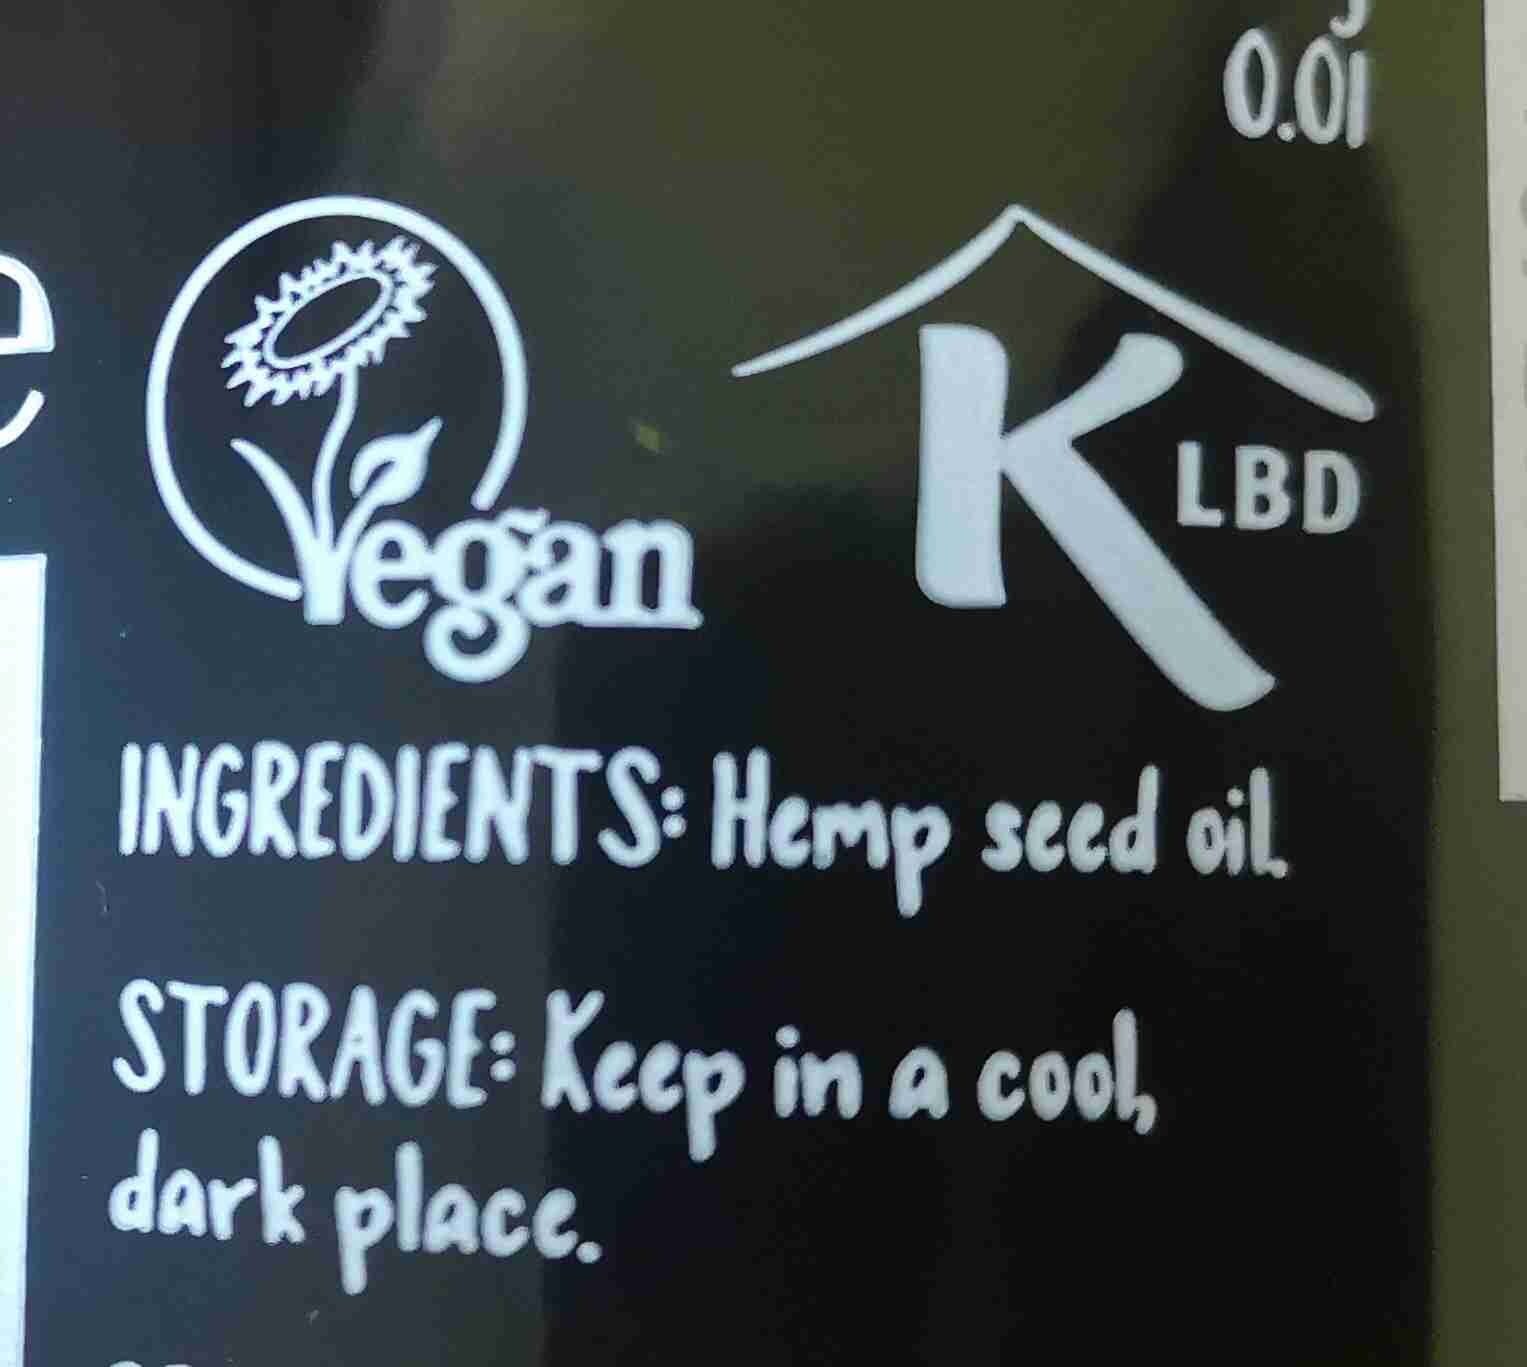 0.01
Vegan
K LBD
INGREDIENTS: Hemp seed oil.
STORAGE: Keep in a cool,
dark place.